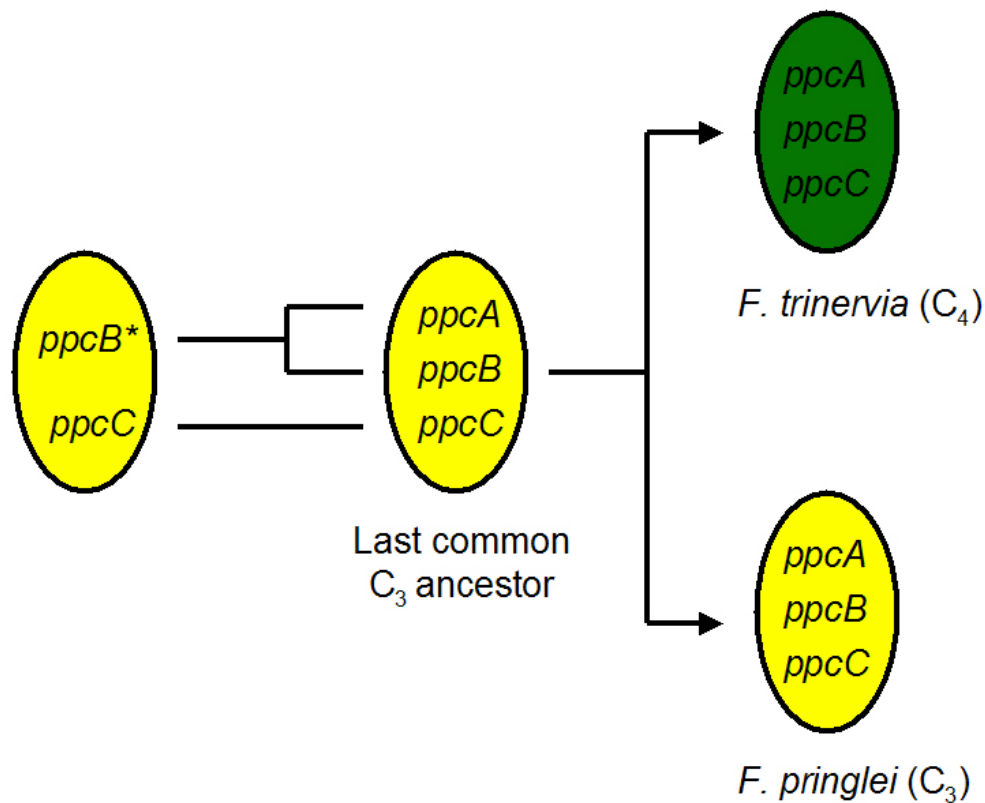 ppcB*
ppcC
ppcA
ppcB
ppcC
Last common
C₃ ancestor
ppcA
ppcB
ppcC
F. trinervia (C₄)
ppcA
ppcB
ppcC
F. pringlei (C₃)